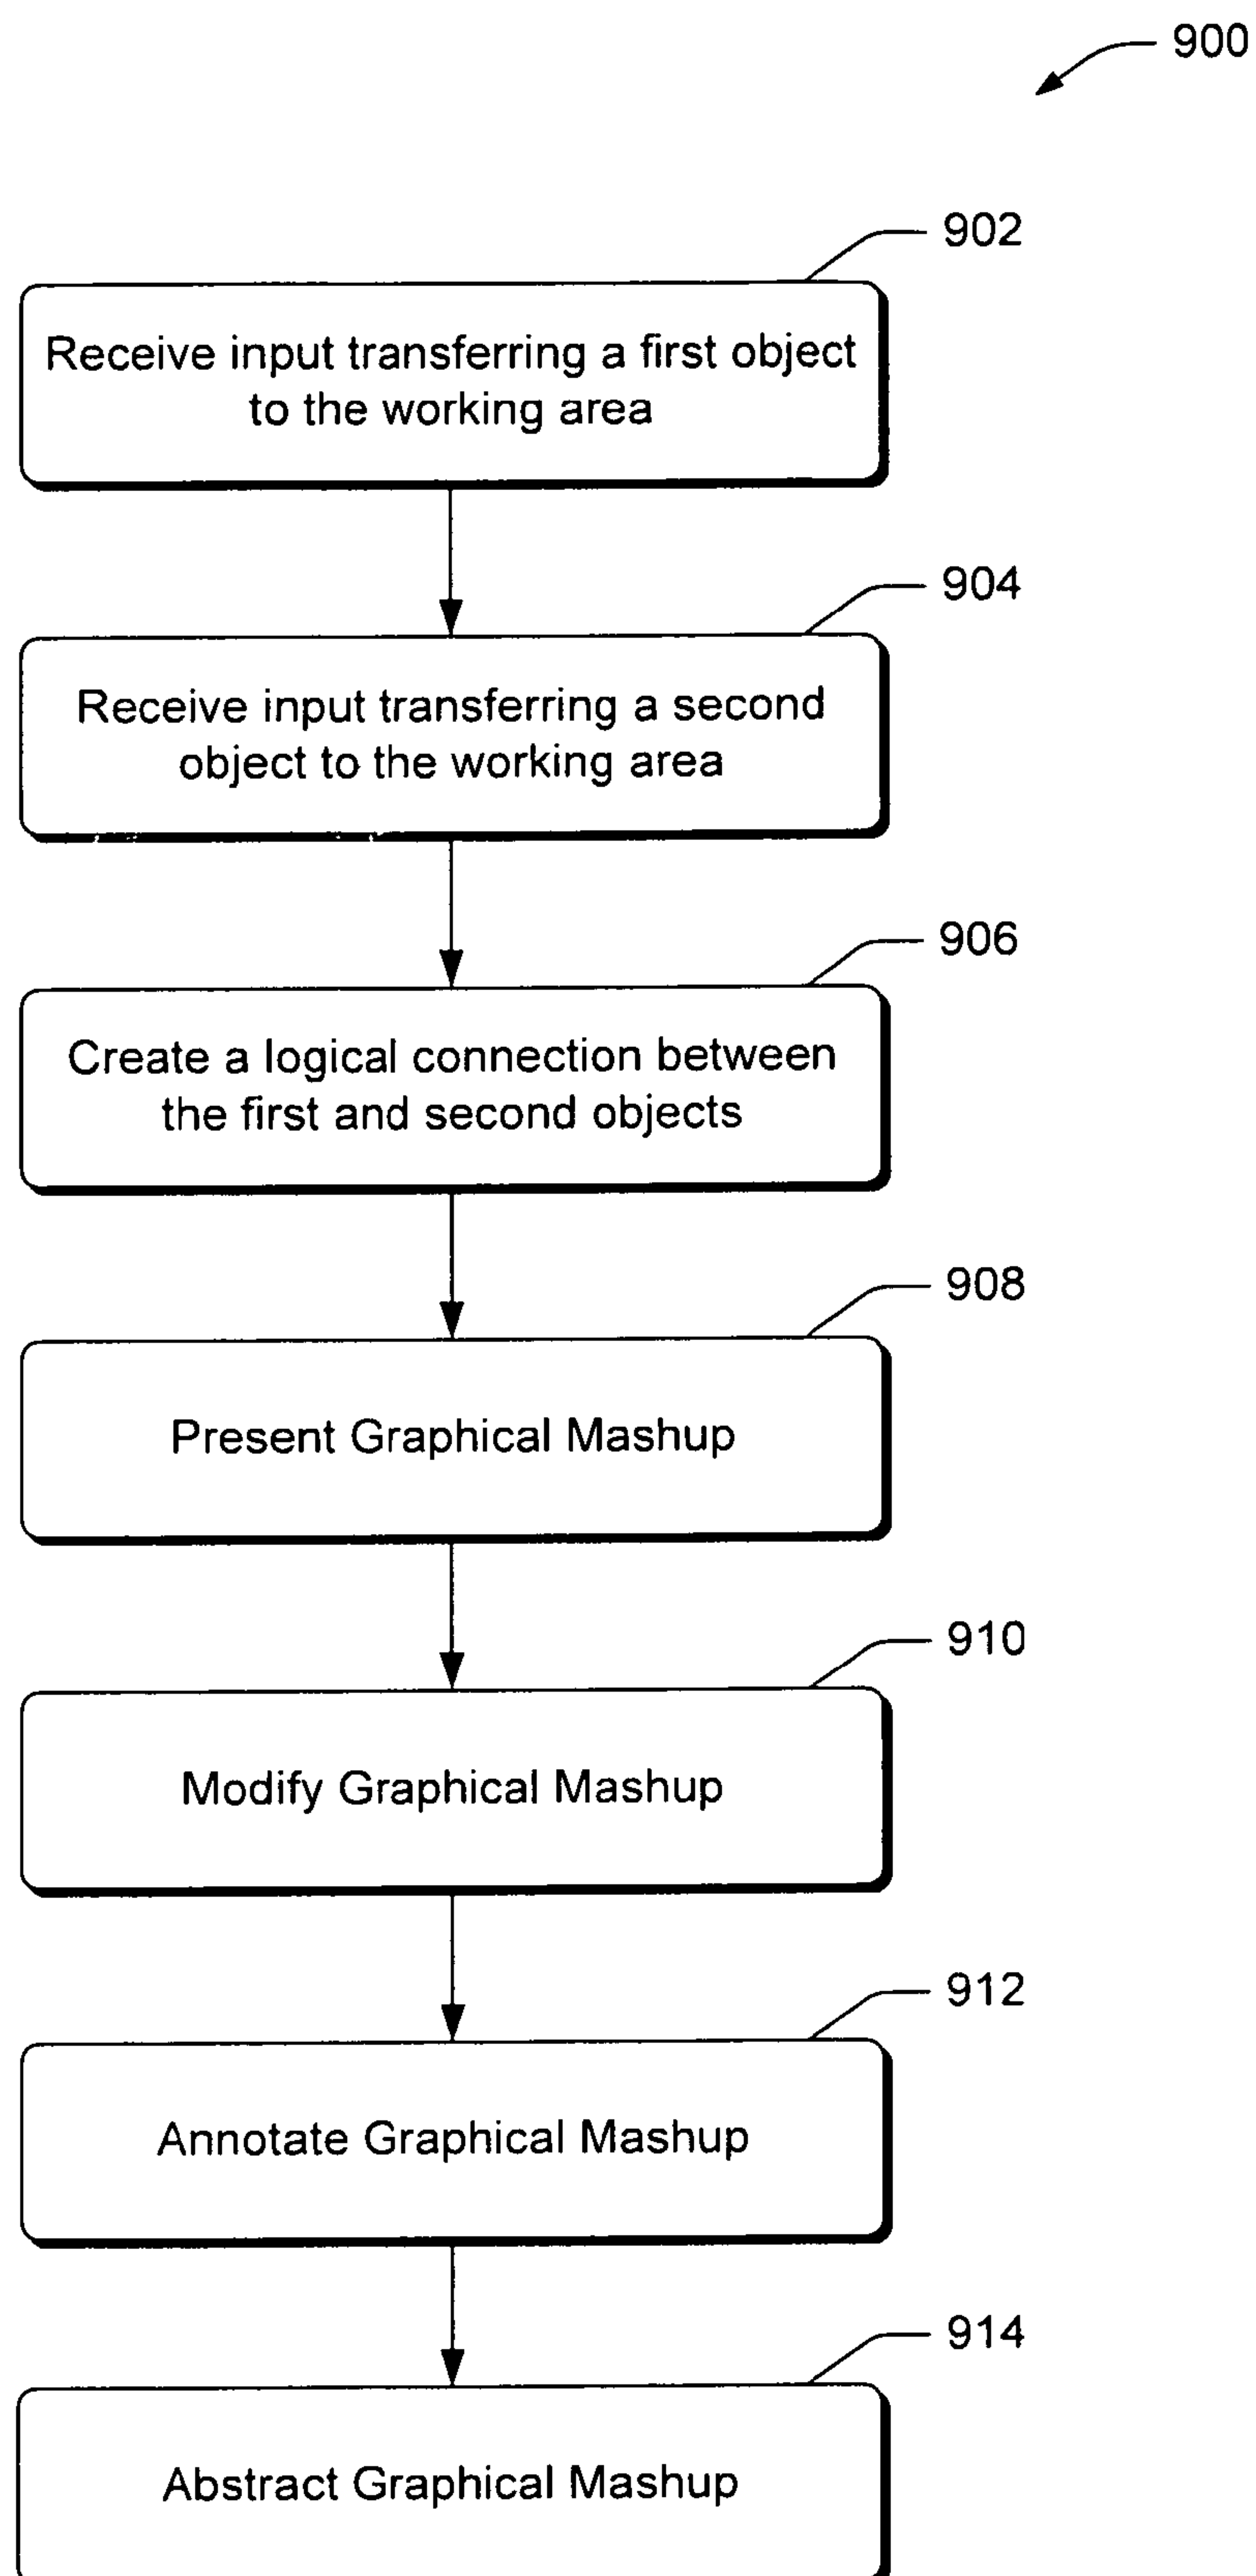 900
902
Receive input transferring a first object
to the working area
904
Receive input transferring a second
object to the working area
906
Create a logical connection between
the first and second objects
908
Present Graphical Mashup
910
Modify Graphical Mashup
912
Annotate Graphical Mashup
914
Abstract Graphical Mashup